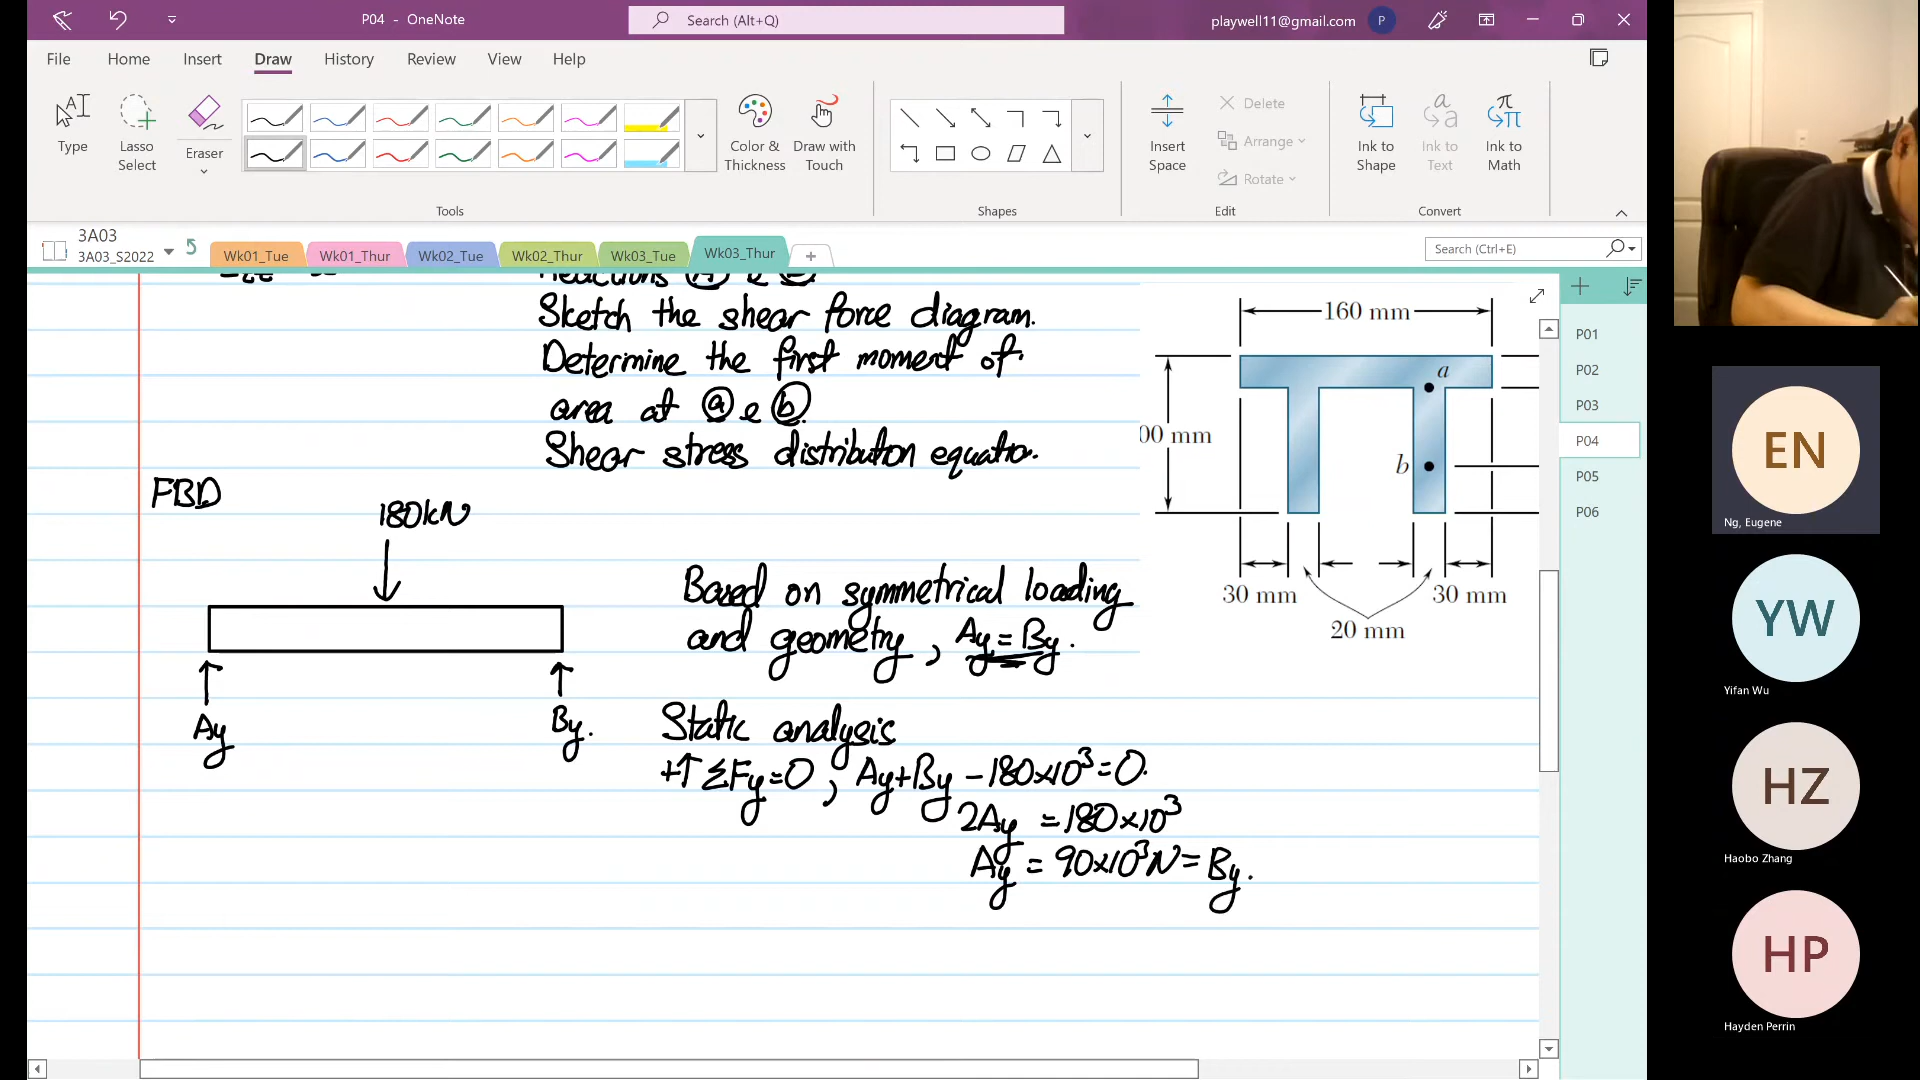 P04 - OneNote
Search (Alt+Q)
playwell11@gmail.com
P
File Home Insert Draw History Review View Help
Type
Lasso Select
Eraser
Color & Thickness
Draw with Touch
Insert Space
Delete
Arrange
Rotate
Ink to Shape
Ink to Text
Ink to Math
Tools
Shapes
Edit
Convert
3A03
3A03_S2022
Wk01_Tue Wk01_Thur Wk02_Tue Wk02_Thur Wk03_Tue Wk03_Thur
Search (Ctrl+E)
P01
P02
P03
P04
P05
P06
Sketch the shear force diagram.
Determine the first moment of
area at a e b
Shear stress distribution equation.
160 mm
a
00 mm
b
30 mm
30 mm
20 mm
FBD
180kN
Ay
By.
Based on symmetrical loading
and geometry, Ay = By.
Static analysis
+↑ ΣFy=0, Ay+By -180×10³=0.
2Ay = 180×10³
Ay = 90×10³N = By.
EN
Ng, Eugene
YW
Yifan Wu
HZ
Haobo Zhang
HP
Hayden Perrin